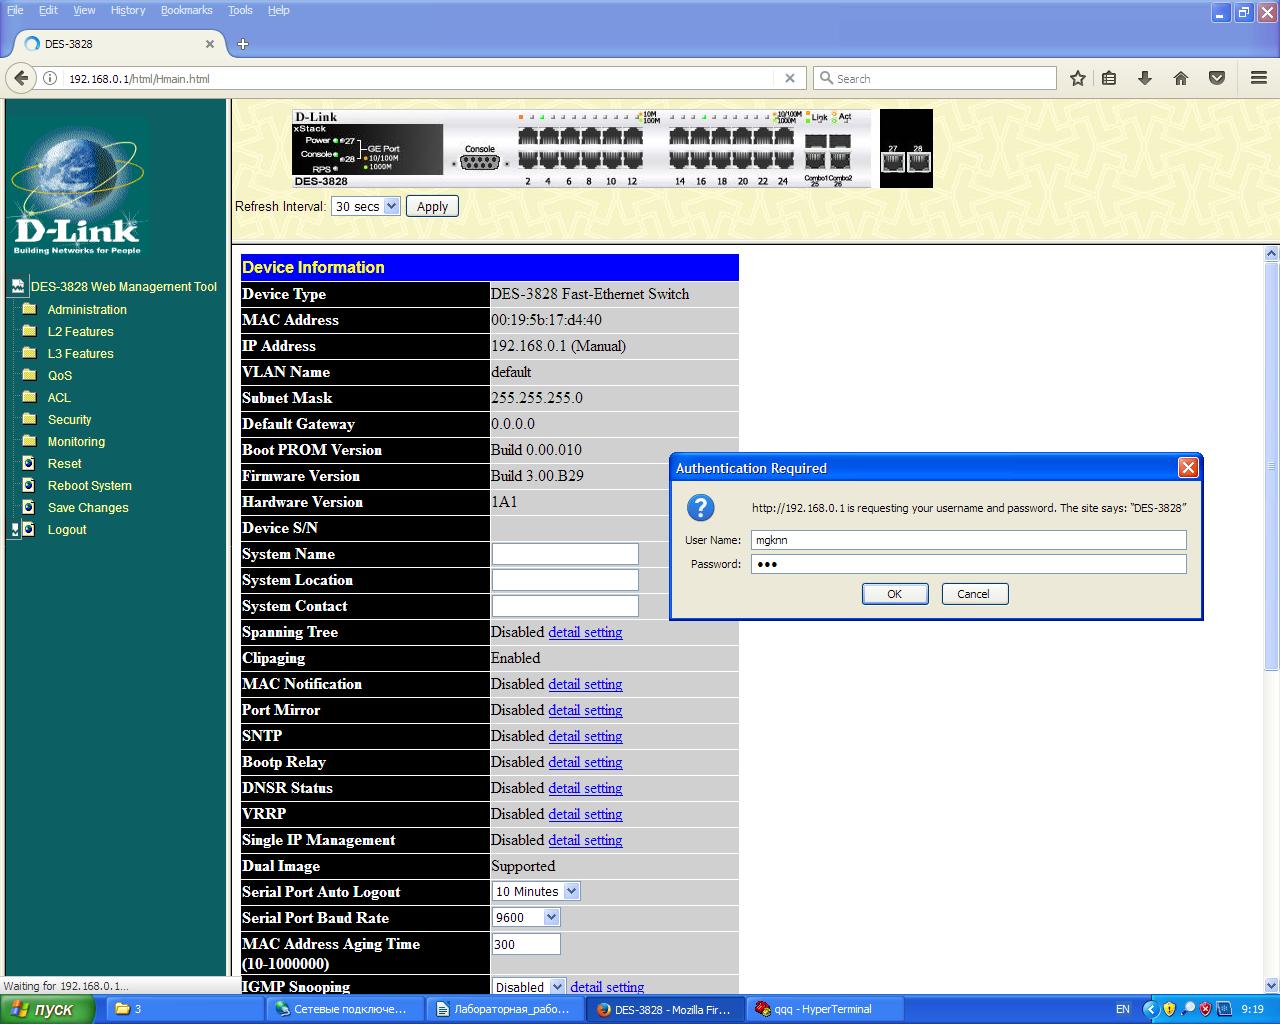 File Edit View History Bookmarks Tools Help
DES-3828
192.168.0.1/html/Hmain.html
Search
D-Link
Building Networks for People
DES-3828 Web Management Tool
Administration
L2 Features
L3 Features
QoS
ACL
Security
Monitoring
Reset
Reboot System
Save Changes
Logout
D-Link
xStack
Power 27
Console 28
RPS
GE Port
10/100M
1000M
DES-3828
Console
10M
100M
2 4 6 8 10 12
10/100M
1000M
14 16 18 20 22 24
Link Act
Combo1 Combo2
25 26
27 28
Refresh Interval: 30 secs Apply
Device Information
Device Type DES-3828 Fast-Ethernet Switch
MAC Address 00:19:5b:17:d4:40
IP Address 192.168.0.1 (Manual)
VLAN Name default
Subnet Mask 255.255.255.0
Default Gateway 0.0.0.0
Boot PROM Version Build 0.00.010
Firmware Version Build 3.00.B29
Hardware Version 1A1
Device S/N
System Name
System Location
System Contact
Spanning Tree Disabled detail setting
Clipaging Enabled
MAC Notification Disabled detail setting
Port Mirror Disabled detail setting
SNTP Disabled detail setting
Bootp Relay Disabled detail setting
DNSR Status Disabled detail setting
VRRP Disabled detail setting
Single IP Management Disabled detail setting
Dual Image Supported
Serial Port Auto Logout 10 Minutes
Serial Port Baud Rate 9600
MAC Address Aging Time
(10-1000000) 300
IGMP Snooping Disabled detail setting
Authentication Required
http://192.168.0.1 is requesting your username and password. The site says: "DES-3828"
User Name: mgknn
Password: •••
OK Cancel
Waiting for 192.168.0.1...
пуск
3
Сетевые подключе...
Лабораторная_рабо...
DES-3828 - Mozilla Fir...
qqq - HyperTerminal
EN
9:19